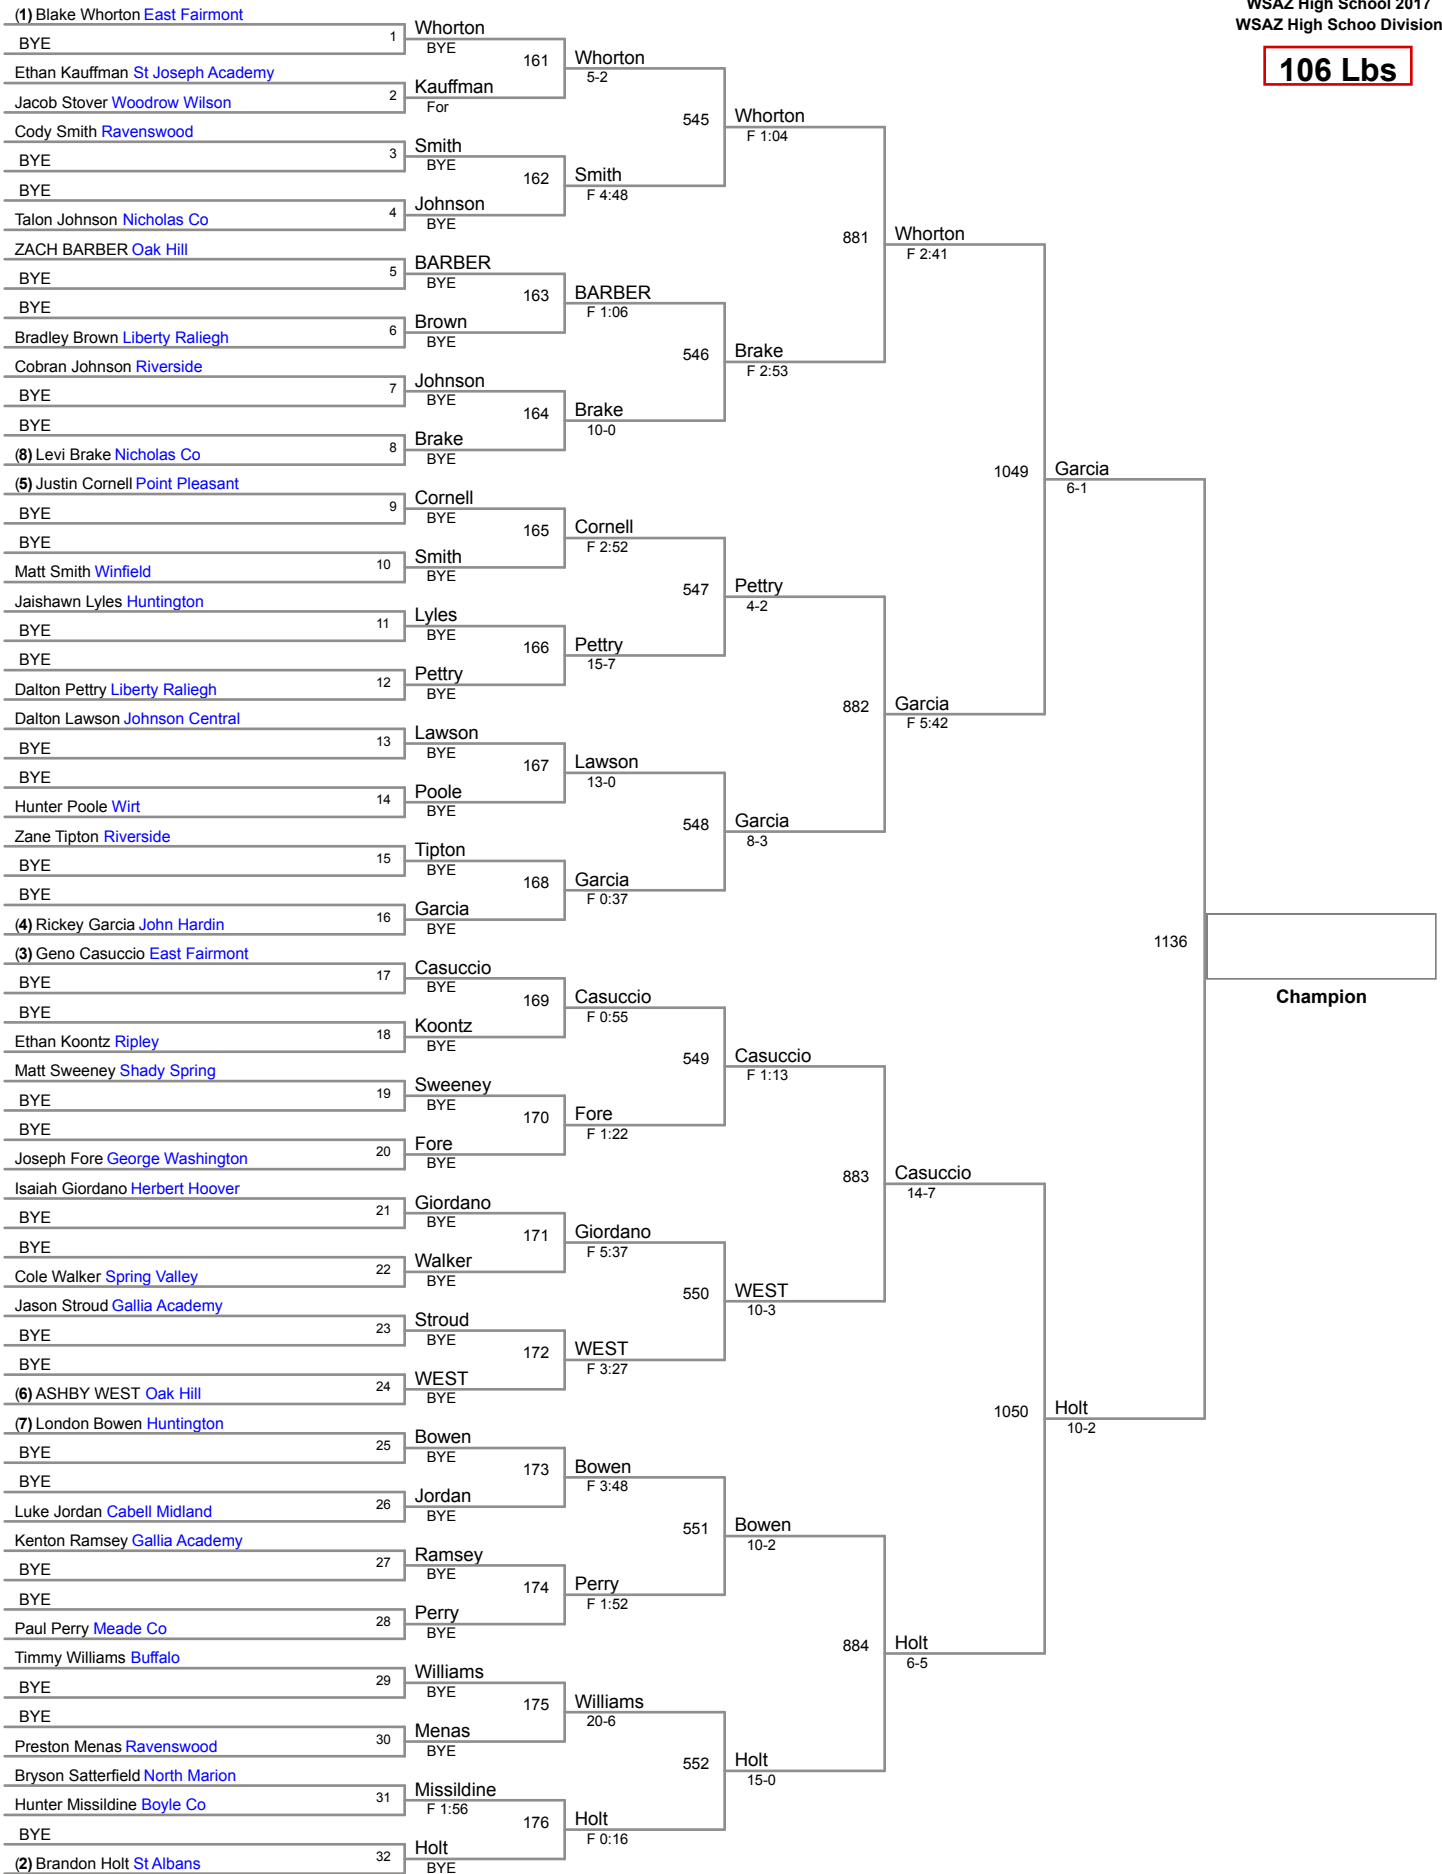 WSAZ High School 2017
WSAZ High Schoo Division
106 Lbs
(1) Blake Whorton East Fairmont
BYE
Ethan Kauffman St Joseph Academy
Jacob Stover Woodrow Wilson
Cody Smith Ravenswood
BYE
BYE
Talon Johnson Nicholas Co
ZACH BARBER Oak Hill
BYE
BYE
Bradley Brown Liberty Raliegh
Cobran Johnson Riverside
BYE
BYE
(8) Levi Brake Nicholas Co
(5) Justin Cornell Point Pleasant
BYE
BYE
Matt Smith Winfield
Jaishawn Lyles Huntington
BYE
BYE
Dalton Pettry Liberty Raliegh
Dalton Lawson Johnson Central
BYE
BYE
Hunter Poole Wirt
Zane Tipton Riverside
BYE
BYE
(4) Rickey Garcia John Hardin
(3) Geno Casuccio East Fairmont
BYE
BYE
Ethan Koontz Ripley
Matt Sweeney Shady Spring
BYE
BYE
Joseph Fore George Washington
Isaiah Giordano Herbert Hoover
BYE
BYE
Cole Walker Spring Valley
Jason Stroud Gallia Academy
BYE
BYE
(6) ASHBY WEST Oak Hill
(7) London Bowen Huntington
BYE
BYE
Luke Jordan Cabell Midland
Kenton Ramsey Gallia Academy
BYE
BYE
Paul Perry Meade Co
Timmy Williams Buffalo
BYE
BYE
Preston Menas Ravenswood
Bryson Satterfield North Marion
Hunter Missildine Boyle Co
BYE
(2) Brandon Holt St Albans
1 Whorton
BYE
2 Kauffman
For
3 Smith
BYE
4 Johnson
BYE
5 BARBER
BYE
6 Brown
BYE
7 Johnson
BYE
8 Brake
BYE
9 Cornell
BYE
10 Smith
BYE
11 Lyles
BYE
12 Pettry
BYE
13 Lawson
BYE
14 Poole
BYE
15 Tipton
BYE
16 Garcia
BYE
17 Casuccio
BYE
18 Koontz
BYE
19 Sweeney
BYE
20 Fore
BYE
21 Giordano
BYE
22 Walker
BYE
23 Stroud
BYE
24 WEST
BYE
25 Bowen
BYE
26 Jordan
BYE
27 Ramsey
BYE
28 Perry
BYE
29 Williams
BYE
30 Menas
BYE
31 Missildine
F 1:56
32 Holt
BYE
161 Whorton
5-2
162 Smith
F 4:48
163 BARBER
F 1:06
164 Brake
10-0
165 Cornell
F 2:52
166 Pettry
15-7
167 Lawson
13-0
168 Garcia
F 0:37
169 Casuccio
F 0:55
170 Fore
F 1:22
171 Giordano
F 5:37
172 WEST
F 3:27
173 Bowen
F 3:48
174 Perry
F 1:52
175 Williams
20-6
176 Holt
F 0:16
545 Whorton
F 1:04
546 Brake
F 2:53
547 Pettry
4-2
548 Garcia
8-3
549 Casuccio
F 1:13
550 WEST
10-3
551 Bowen
10-2
552 Holt
15-0
881 Whorton
F 2:41
882 Garcia
F 5:42
883 Casuccio
14-7
884 Holt
6-5
1049 Garcia
6-1
1050 Holt
10-2
1136
Champion